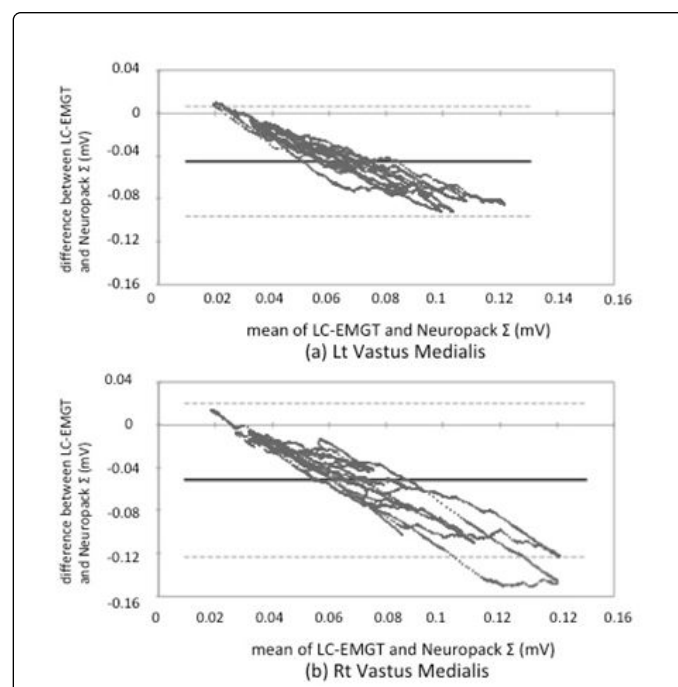 0.04
0
-0.04
-0.08
-0.12
-0.16
difference between LC-EMGT
and Neuropack Σ (mV)
0 0.02 0.04 0.06 0.08 0.1 0.12 0.14 0.16
mean of LC-EMGT and Neuropack Σ (mV)
(a) Lt Vastus Medialis
0.04
0
-0.04
-0.08
-0.12
-0.16
difference between LC-EMGT
and Neuropack Σ (mV)
0 0.02 0.04 0.06 0.08 0.1 0.12 0.12 0.16
mean of LC-EMGT and Neuropack Σ (mV)
(b) Rt Vastus Medialis